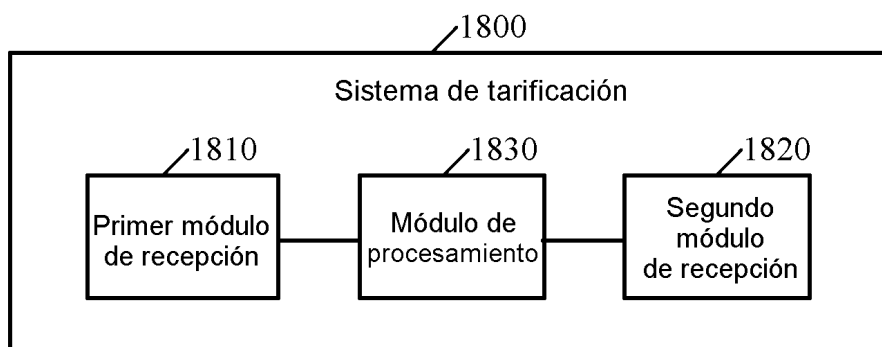 1800
Sistema de tarificación
1810
1830
1820
Primer módulo
de recepción
Módulo de
procesamiento
Segundo
módulo
de recepción